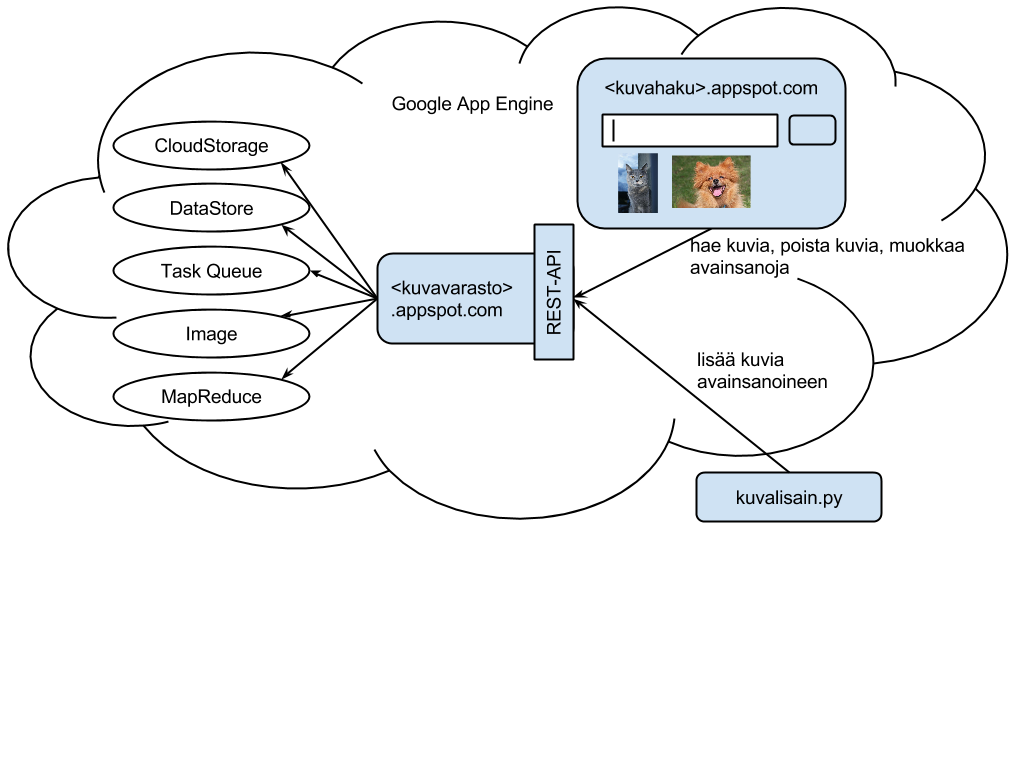 Google App Engine
<kuvahaku>.appspot.com
CloudStorage
DataStore
Task Queue
Image
MapReduce
<kuvavarasto>
.appspot.com
REST-API
hae kuvia, poista kuvia, muokkaa
avainsanoja
lisää kuvia
avainsanoineen
kuvalisain.py